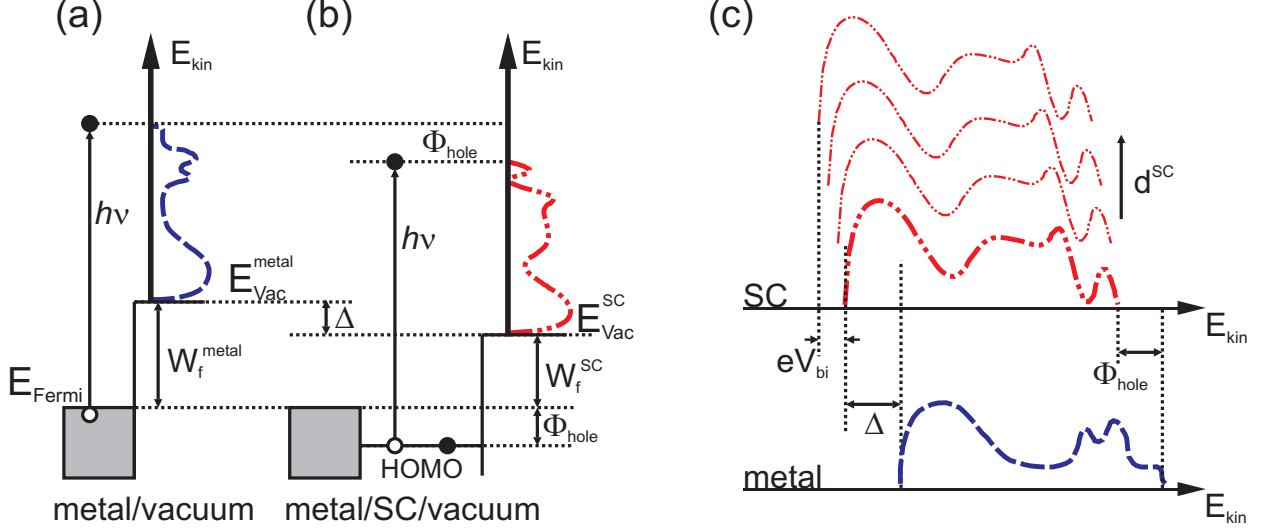 (a)
(b)
(c)
E_kin
E_kin
Φ_hole
d^SC
hν
hν
E_Vac^metal
E_Vac^SC
SC
E_kin
Δ
W_f^metal
W_f^SC
eV_bi
Φ_hole
E_Fermi
Φ_hole
Δ
HOMO
metal
E_kin
metal/vacuum
metal/SC/vacuum